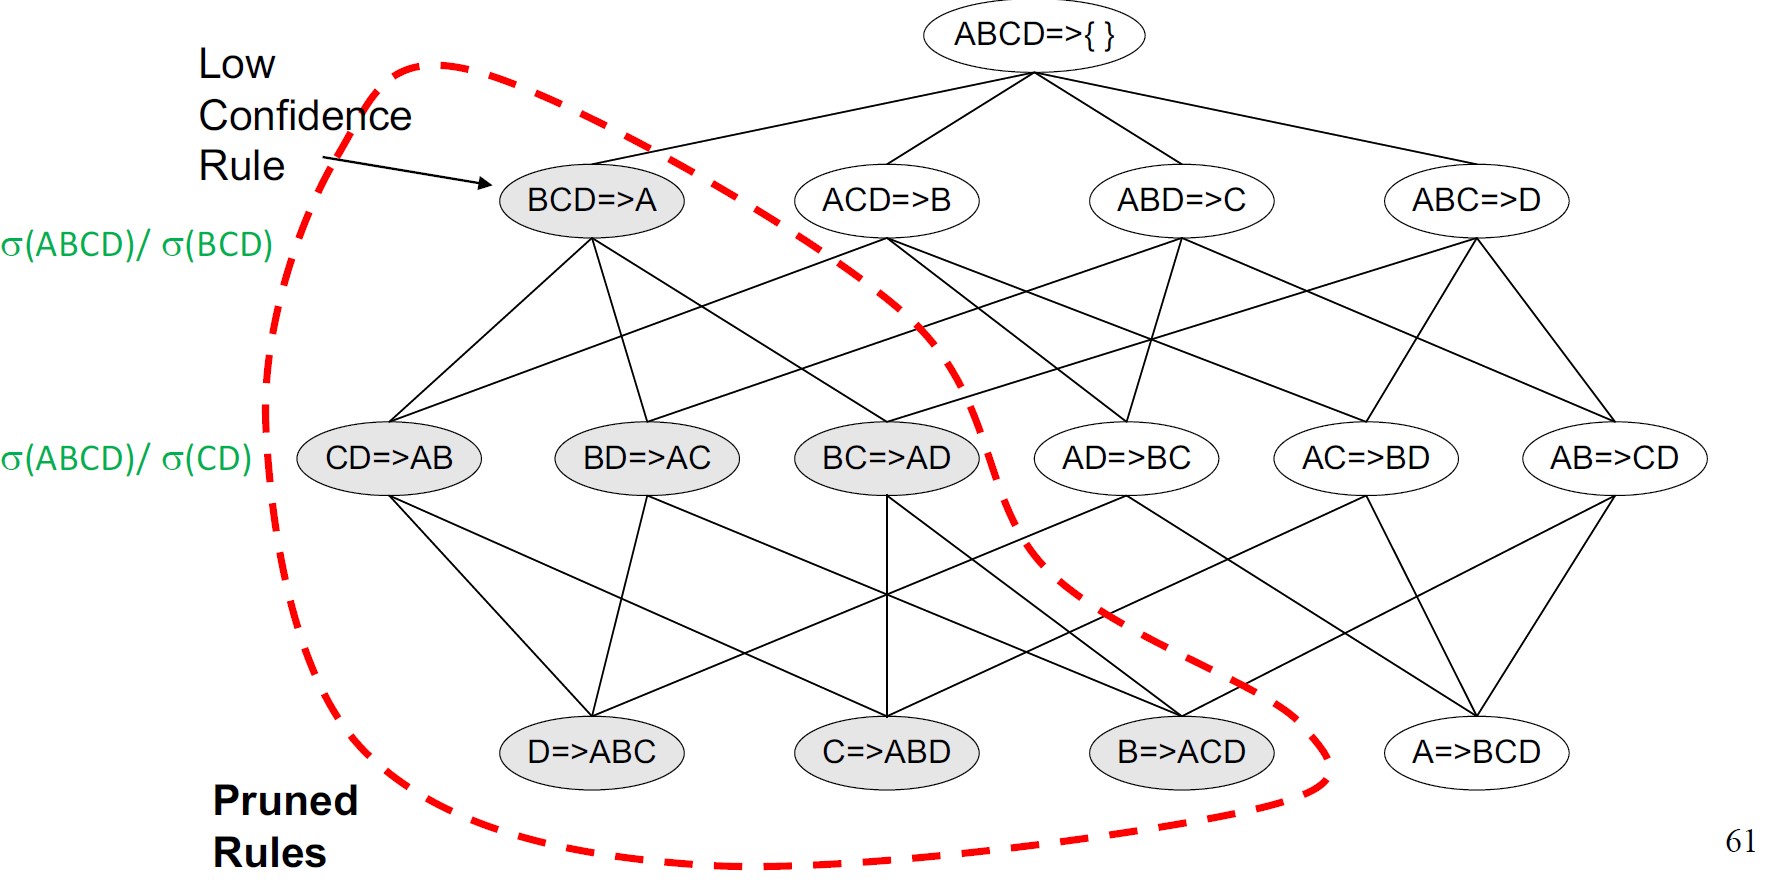 ABCD=>{ }
Low
Confidence
Rule
BCD=>A
ACD=>B
ABD=>C
ABC=>D
σ(ABCD)/ σ(BCD)
σ(ABCD)/ σ(CD)
CD=>AB
BD=>AC
BC=>AD
AD=>BC
AC=>BD
AB=>CD
D=>ABC
C=>ABD
B=>ACD
A=>BCD
Pruned
Rules
61